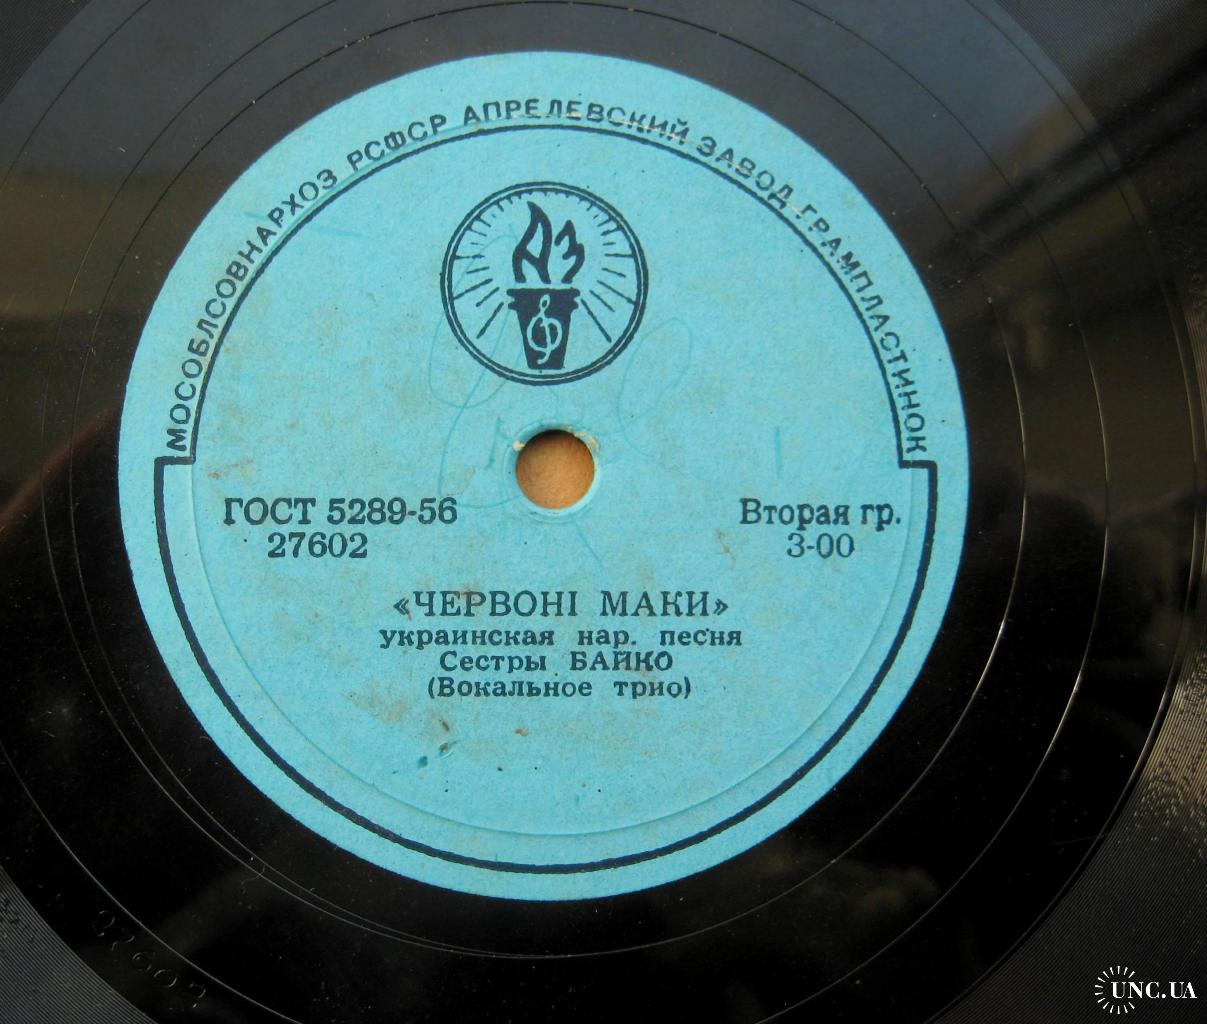 МОСОБЛСОВНАРХОЗ РСФСР АПРЕЛЕВСКИЙ ЗАВОД ГРАМПЛАСТИНОК
АЗ
ГОСТ 5289-56
27602
Вторая гр.
3-00
«ЧЕРВОНІ МАКИ»
украинская нар. песня
Сестры БАЙКО
(Вокальное трио)
27602
UNC.UA